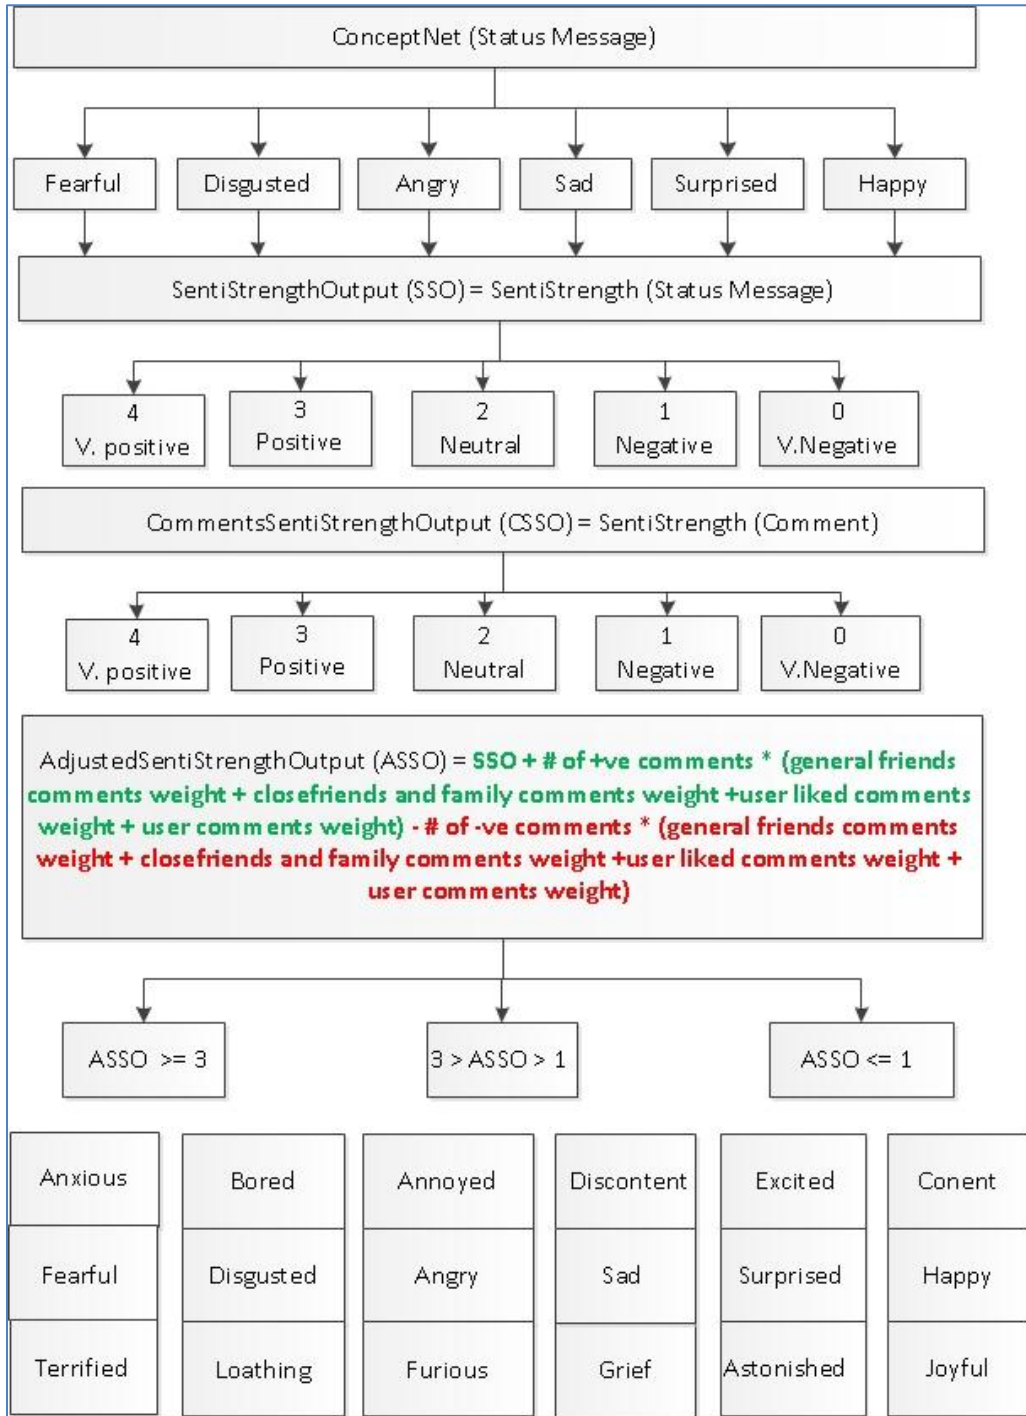 ConceptNet (Status Message)
Fearful
Disgusted
Angry
Sad
Surprised
Happy
SentiStrengthOutput (SSO) = SentiStrength (Status Message)
4
V. positive
3
Positive
2
Neutral
1
Negative
0
V.Negative
CommentsSentiStrengthOutput (CSSO) = SentiStrength (Comment)
4
V. positive
3
Positive
2
Neutral
1
Negative
0
V.Negative
AdjustedSentiStrengthOutput (ASSO) = SSO + # of +ve comments * (general friends
comments weight + closefriends and family comments weight +user liked comments
weight + user comments weight) - # of -ve comments * (general friends comments
weight + closefriends and family comments weight +user liked comments weight +
user comments weight)
ASSO >= 3
3 > ASSO > 1
ASSO <= 1
Anxious
Bored
Annoyed
Discontent
Excited
Conent
Fearful
Disgusted
Angry
Sad
Surprised
Happy
Terrified
Loathing
Furious
Grief
Astonished
Joyful